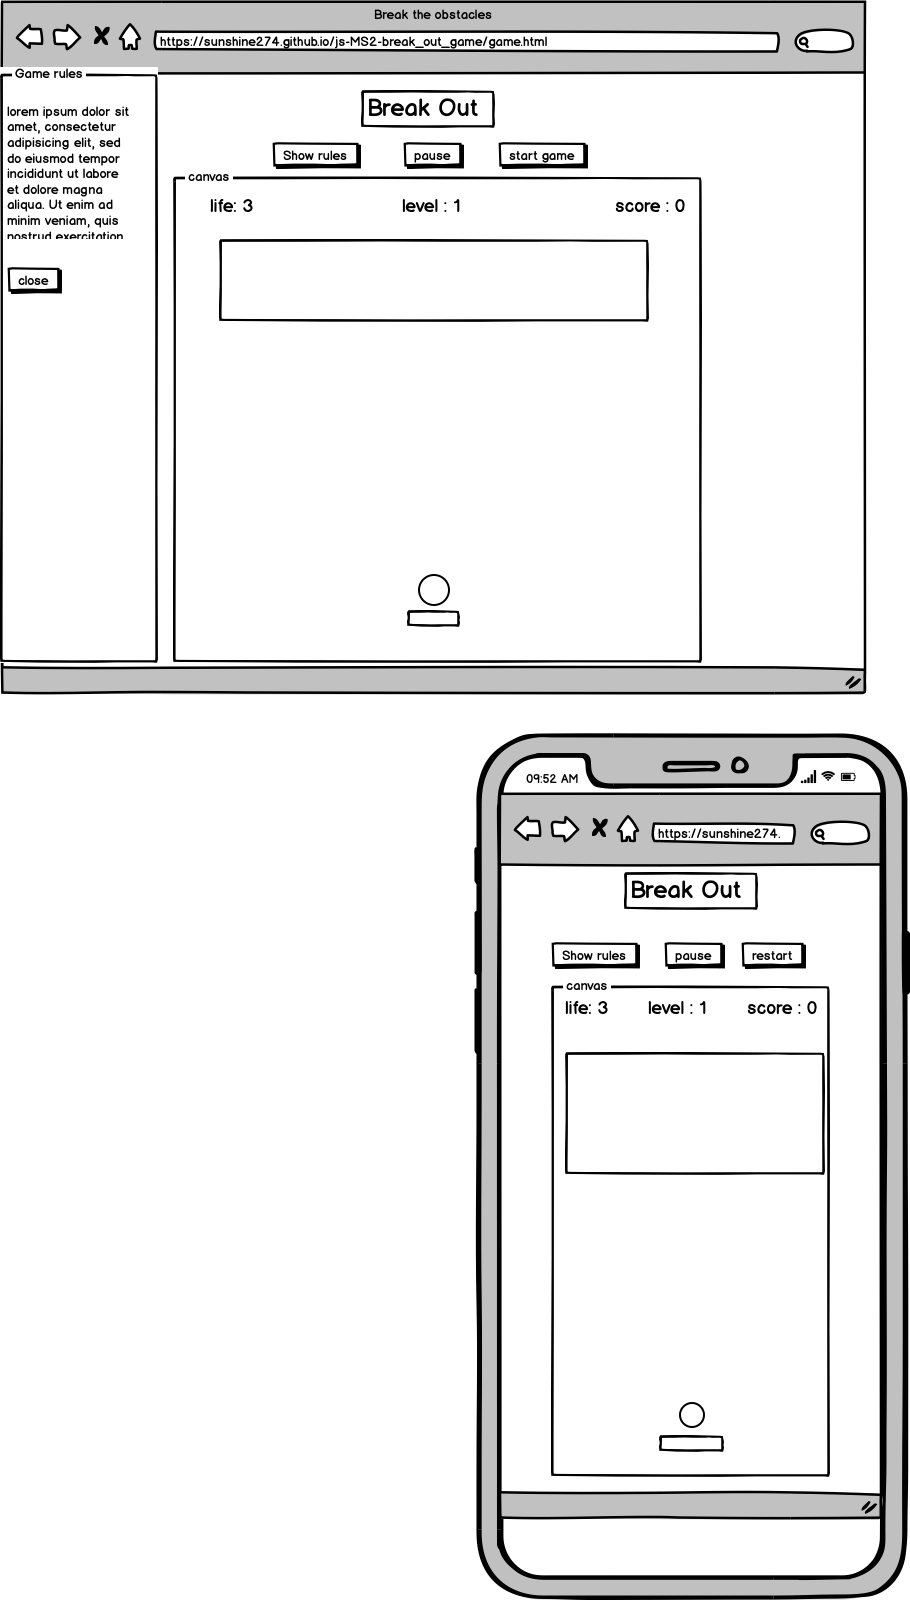 Break the obstacles
https://sunshine274.github.io/js-MS2-break_out_game/game.html
Game rules
lorem ipsum dolor sit
amet, consectetur
adipisicing elit, sed
do eiusmod tempor
incididunt ut labore
et dolore magna
aliqua. Ut enim ad
minim veniam, quis
nostrud exercitation
close
Break Out
Show rules pause start game
canvas
life: 3 level : 1 score : 0
09:52 AM
https://sunshine274.
Break Out
Show rules pause restart
canvas
life: 3 level : 1 score : 0